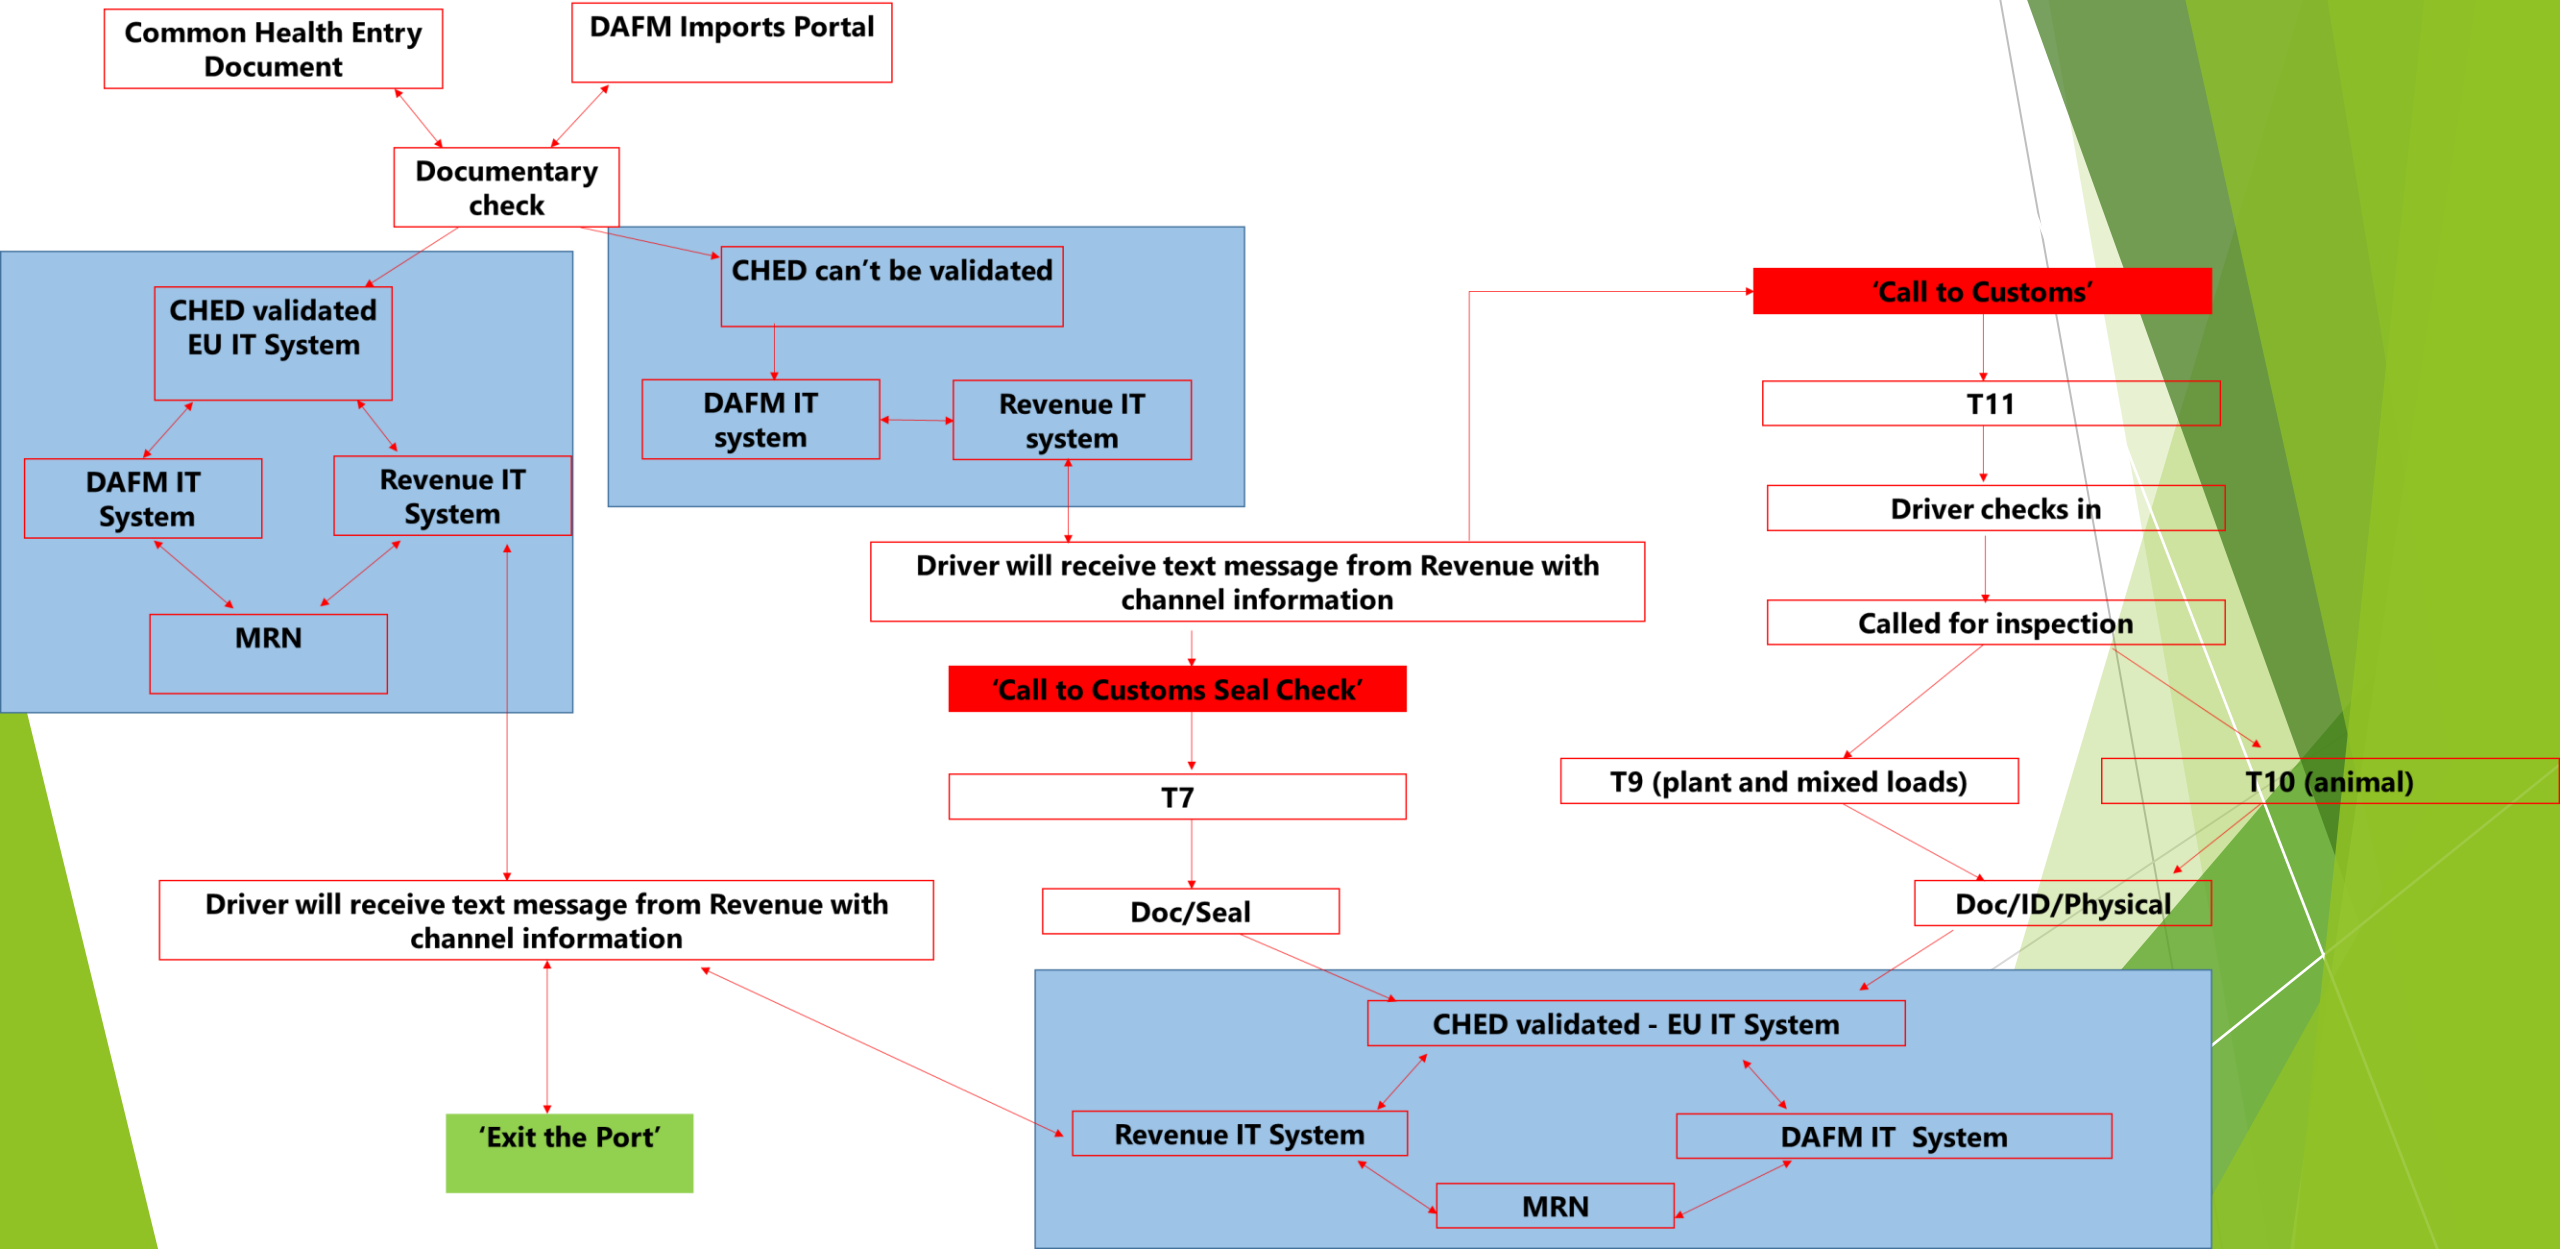 Common Health Entry
Document
DAFM Imports Portal
Documentary
check
CHED validated
EU IT System
DAFM IT
System
Revenue IT
System
MRN
CHED can’t be validated
DAFM IT
system
Revenue IT
system
Driver will receive text message from Revenue with
channel information
‘Call to Customs Seal Check’
T7
Doc/Seal
‘Call to Customs’
T11
Driver checks in
Called for inspection
T9 (plant and mixed loads)
T10 (animal)
Doc/ID/Physical
Driver will receive text message from Revenue with
channel information
‘Exit the Port’
CHED validated - EU IT System
Revenue IT System
DAFM IT  System
MRN